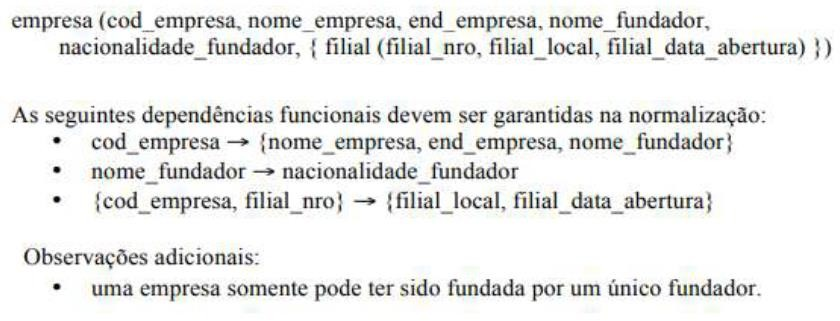 empresa (cod_empresa, nome_empresa, end_empresa, nome_fundador,
nacionalidade_fundador, { filial (filial_nro, filial_local, filial_data_abertura) })
As seguintes dependências funcionais devem ser garantidas na normalização:
• cod_empresa → {nome_empresa, end_empresa, nome_fundador}
• nome_fundador → nacionalidade_fundador
• {cod_empresa, filial_nro} → {filial_local, filial_data_abertura}
Observações adicionais:
• uma empresa somente pode ter sido fundada por um único fundador.